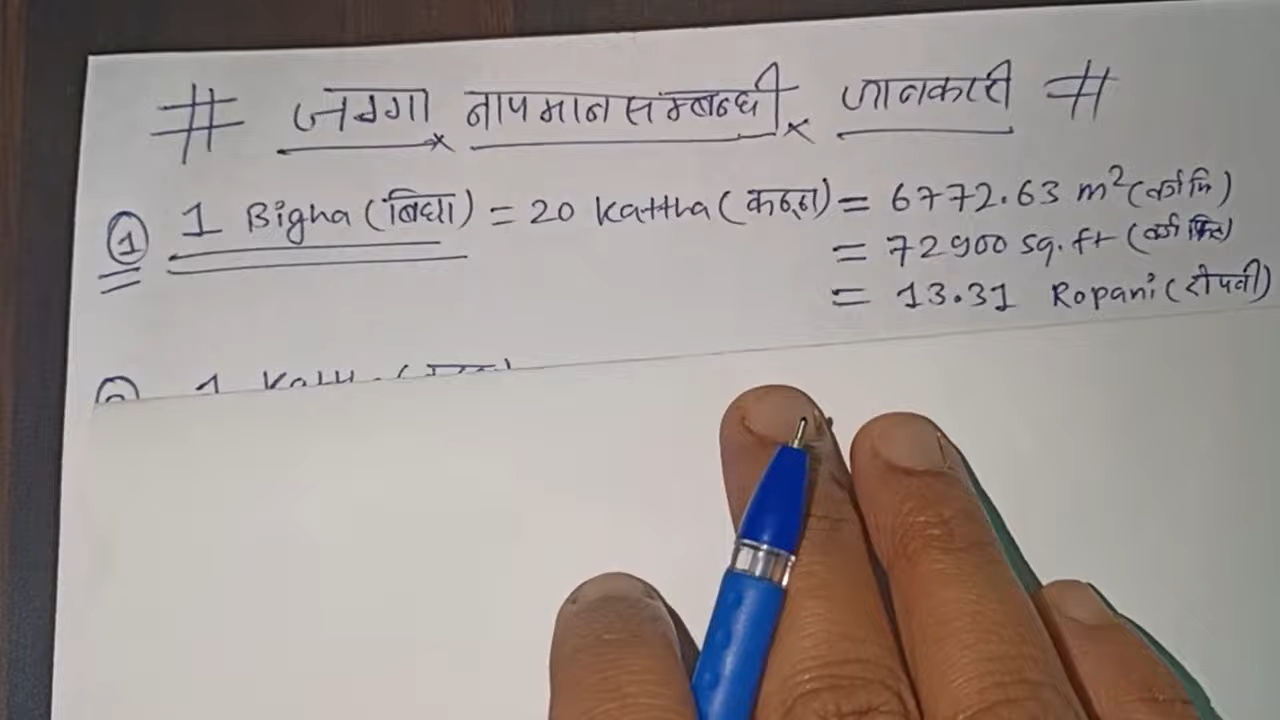 # जग्गा नापमान सम्बन्धी जानकारी #
① 1 Bigha (बिघा) = 20 Kattha (कठ्ठा) = 6772.63 m² (वर्ग मि)
= 72900 sq.ft (वर्ग फिट)
= 13.31 Ropani (रोपनी)